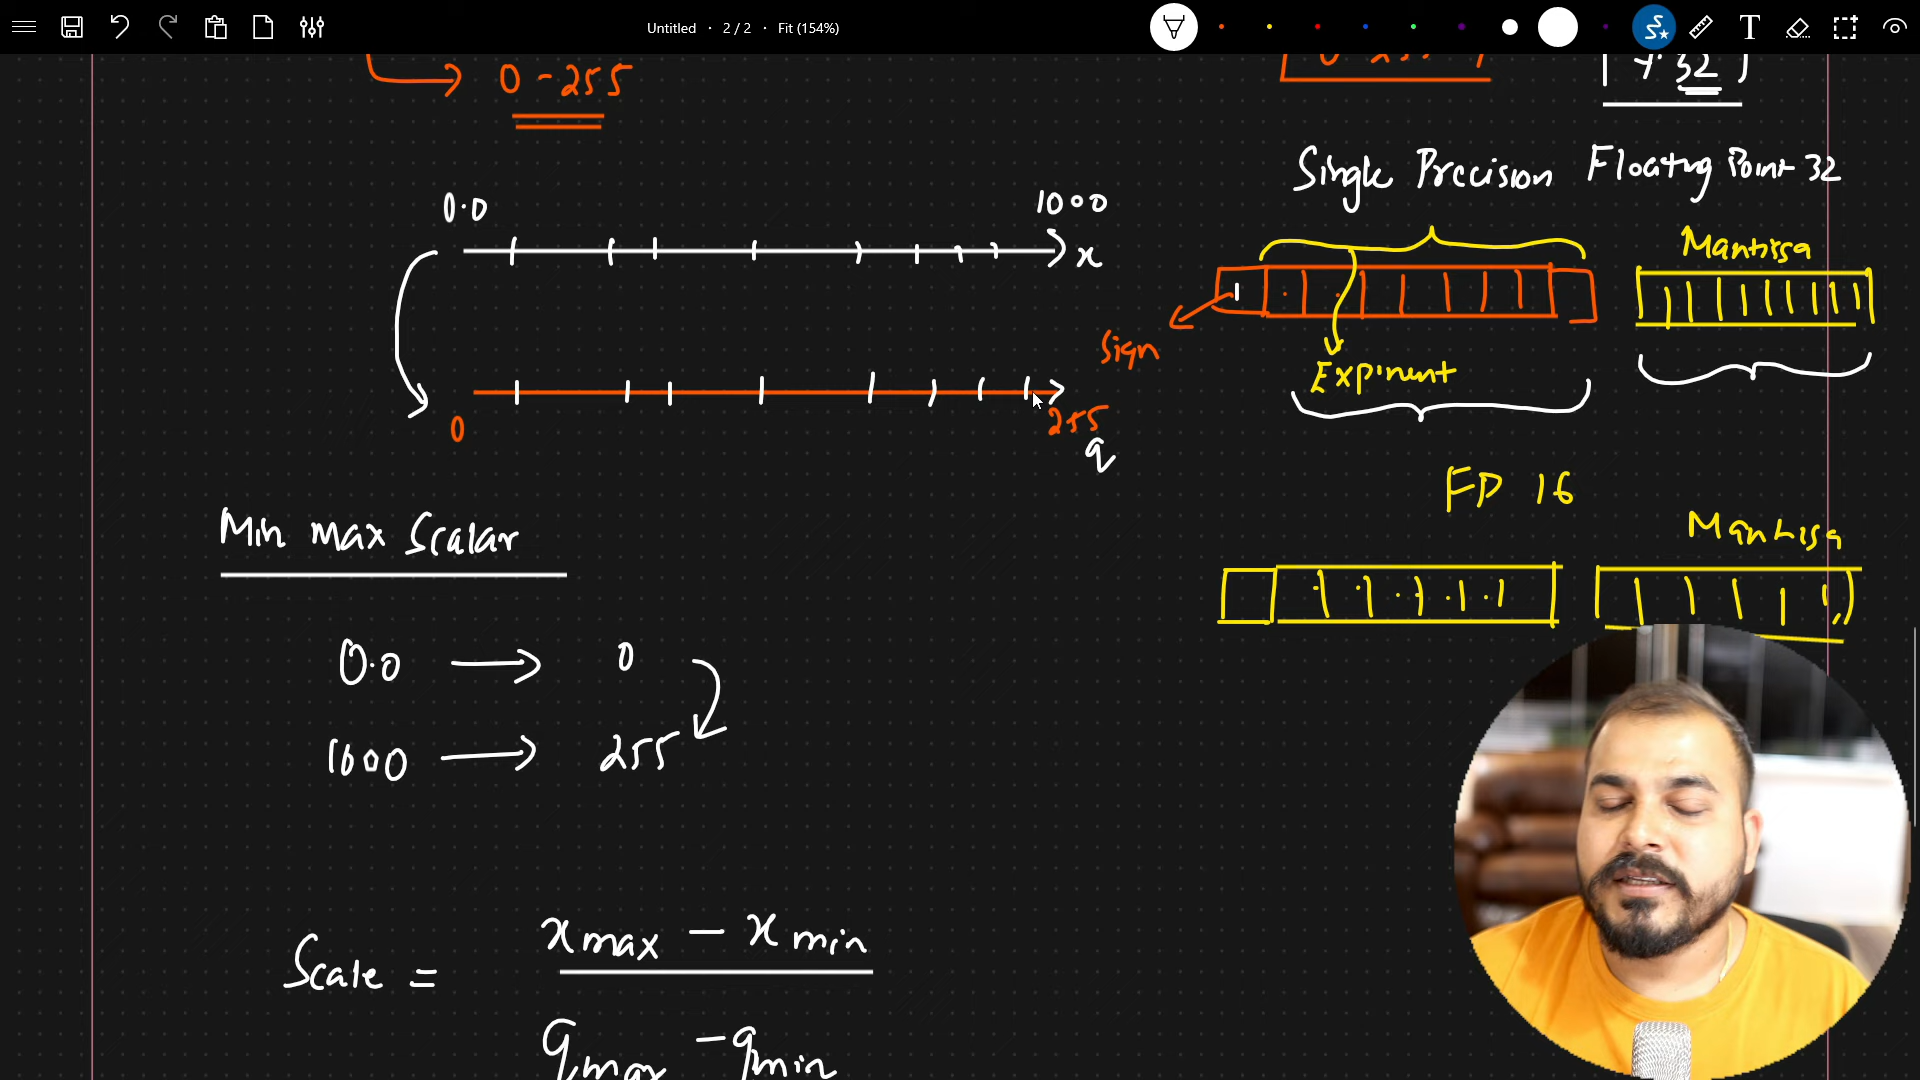 Untitled · 2 / 2 · Fit (154%)
T
0 - 255
32
Single Precision Floating Point 32
0.0
1000
x
Mantissa
Sign
Exponent
0
255
q
FP 16
Min max Scalar
0.0 → 0
1000 → 255
Scale = xmax - xmin
qmax - qmin